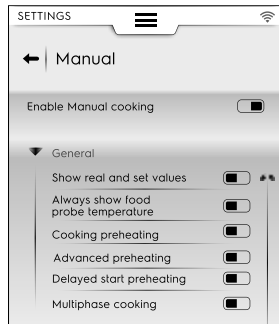 SETTINGS
Manual
Enable Manual cooking
General
Show real and set values
Always show food
probe temperature
Cooking preheating
Advanced preheating
Delayed start preheating
Multiphase cooking